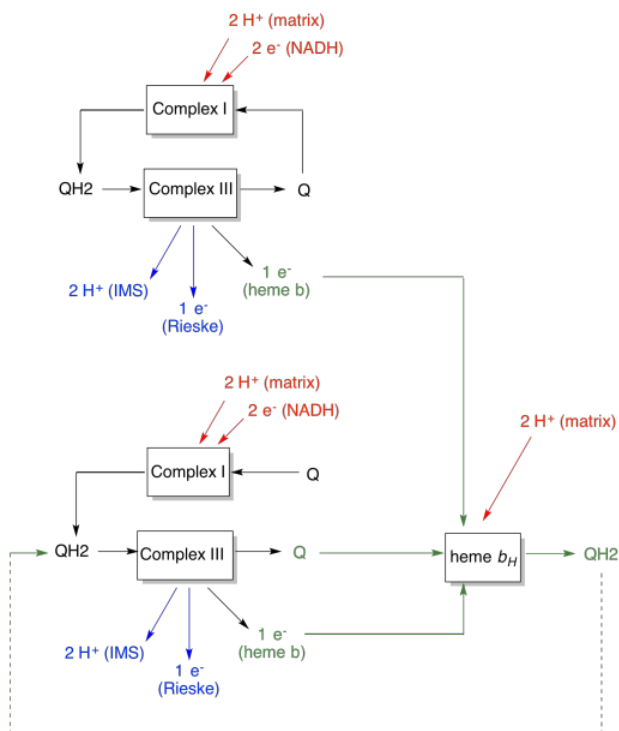 2 H⁺ (matrix)
2 e⁻ (NADH)
Complex I
QH2
Complex III
Q
2 H⁺ (IMS)
1 e⁻
(Rieske)
1 e⁻
(heme b)
2 H⁺ (matrix)
2 e⁻ (NADH)
2 H⁺ (matrix)
Complex I
Q
QH2
Complex III
Q
heme b_H
QH2
2 H⁺ (IMS)
1 e⁻
(Rieske)
1 e⁻
(heme b)